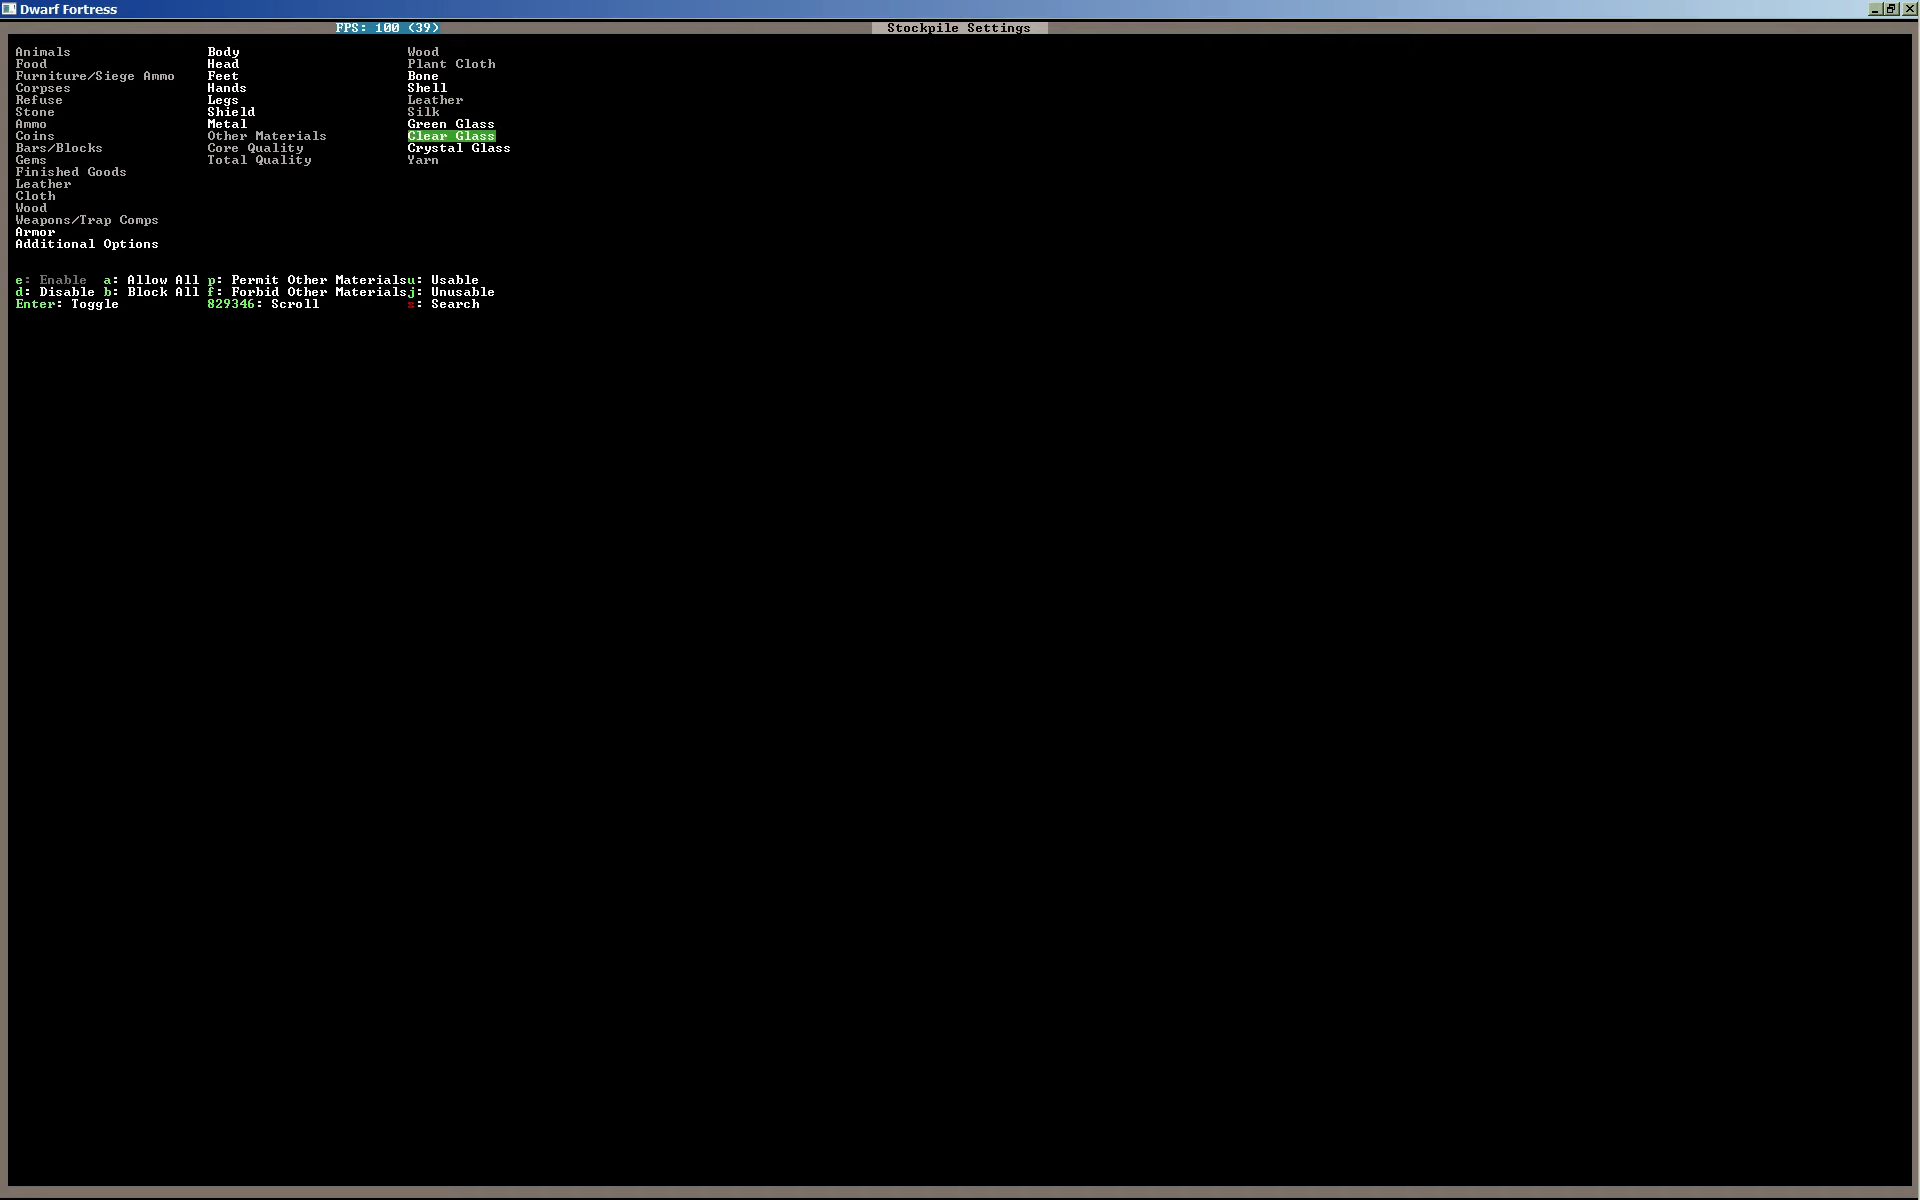 Dwarf Fortress
FPS: 100 (39) Stockpile Settings
Animals Body Wood
Food Head Plant Cloth
Furniture/Siege Ammo Feet Bone
Corpses Hands Shell
Refuse Legs Leather
Stone Shield Silk
Ammo Metal Green Glass
Coins Other Materials Clear Glass
Bars/Blocks Core Quality Crystal Glass
Gems Total Quality Yarn
Finished Goods
Leather
Cloth
Wood
Weapons/Trap Comps
Armor
Additional Options
e: Enable a: Allow All p: Permit Other Materialsu: Usable
d: Disable b: Block All f: Forbid Other Materialsj: Unusable
Enter: Toggle 829346: Scroll s: Search